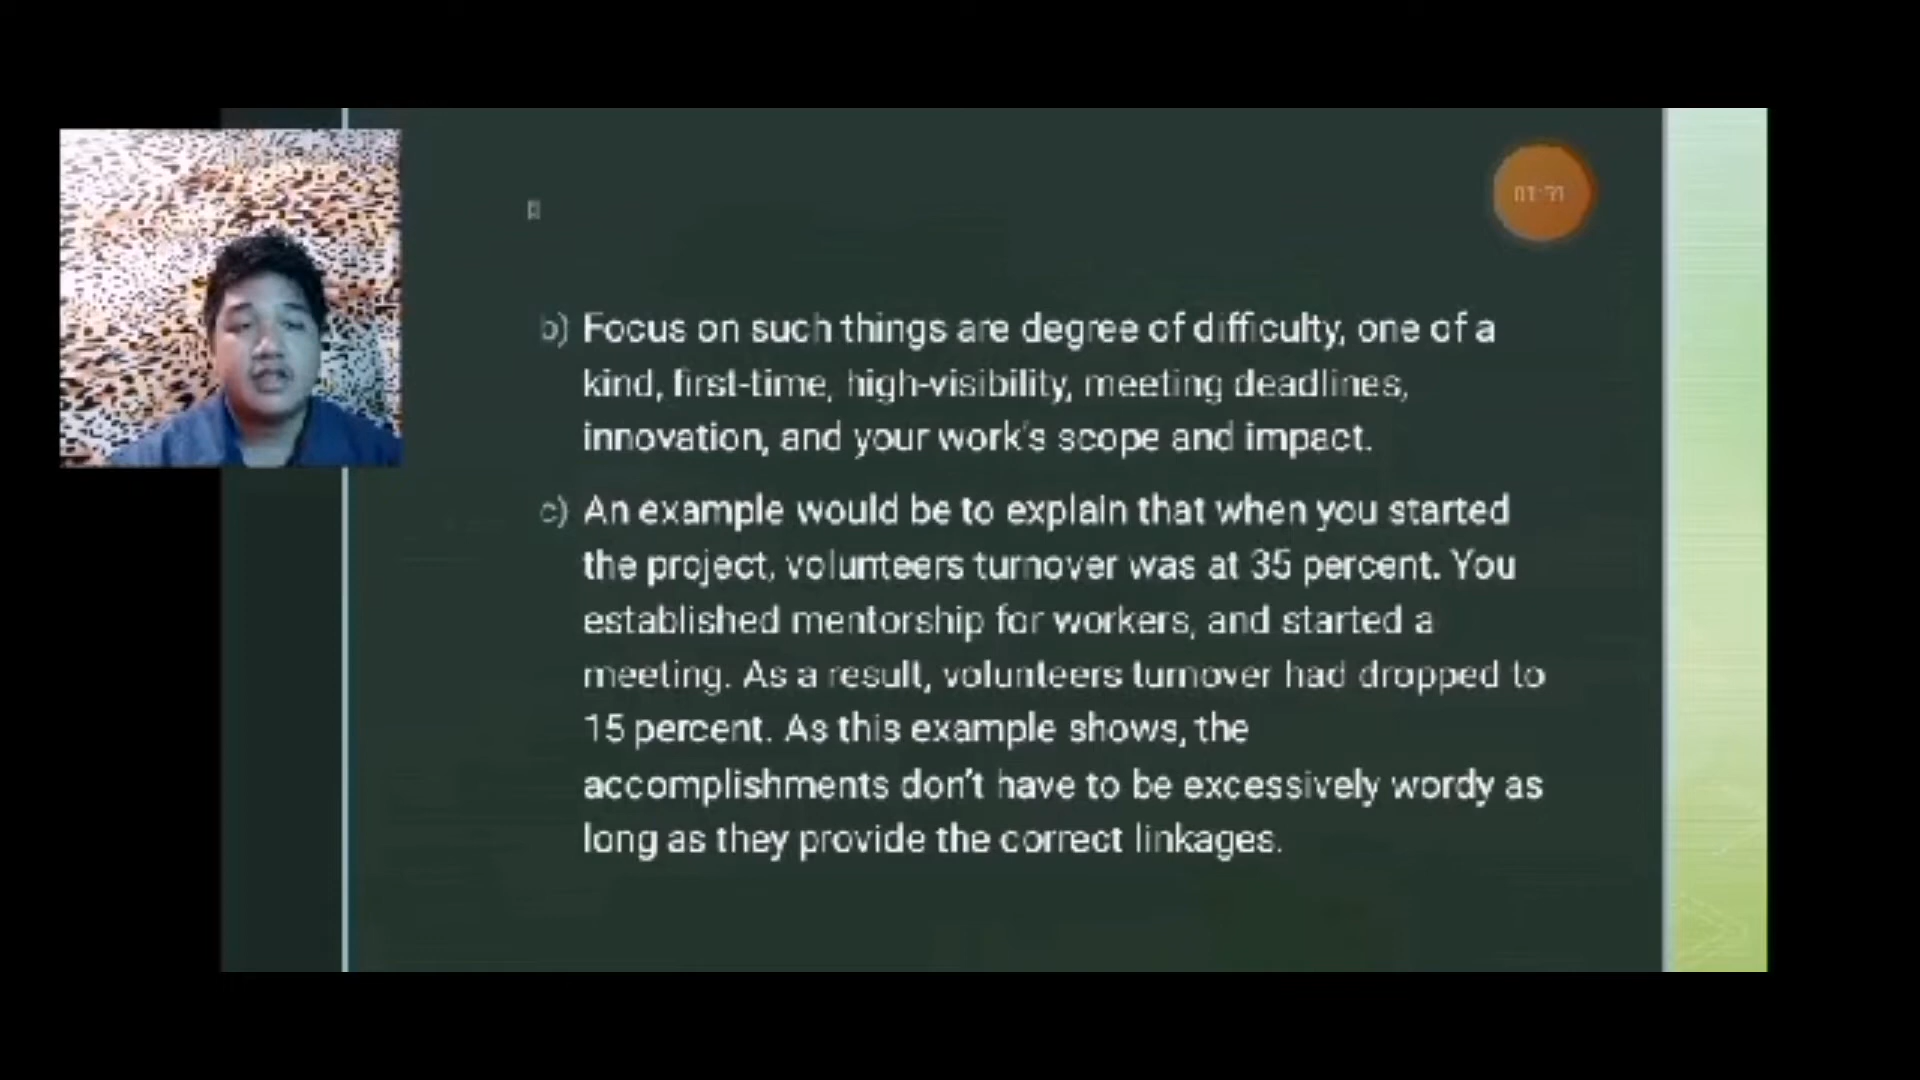 b) Focus on such things are degree of difficulty, one of a
kind, first-time, high-visibility, meeting deadlines,
innovation, and your work's scope and impact.
c) An example would be to explain that when you started
the project, volunteers turnover was at 35 percent. You
established mentorship for workers, and started a
meeting. As a result, volunteers turnover had dropped to
15 percent. As this example shows, the
accomplishments don't have to be excessively wordy as
long as they provide the correct linkages.